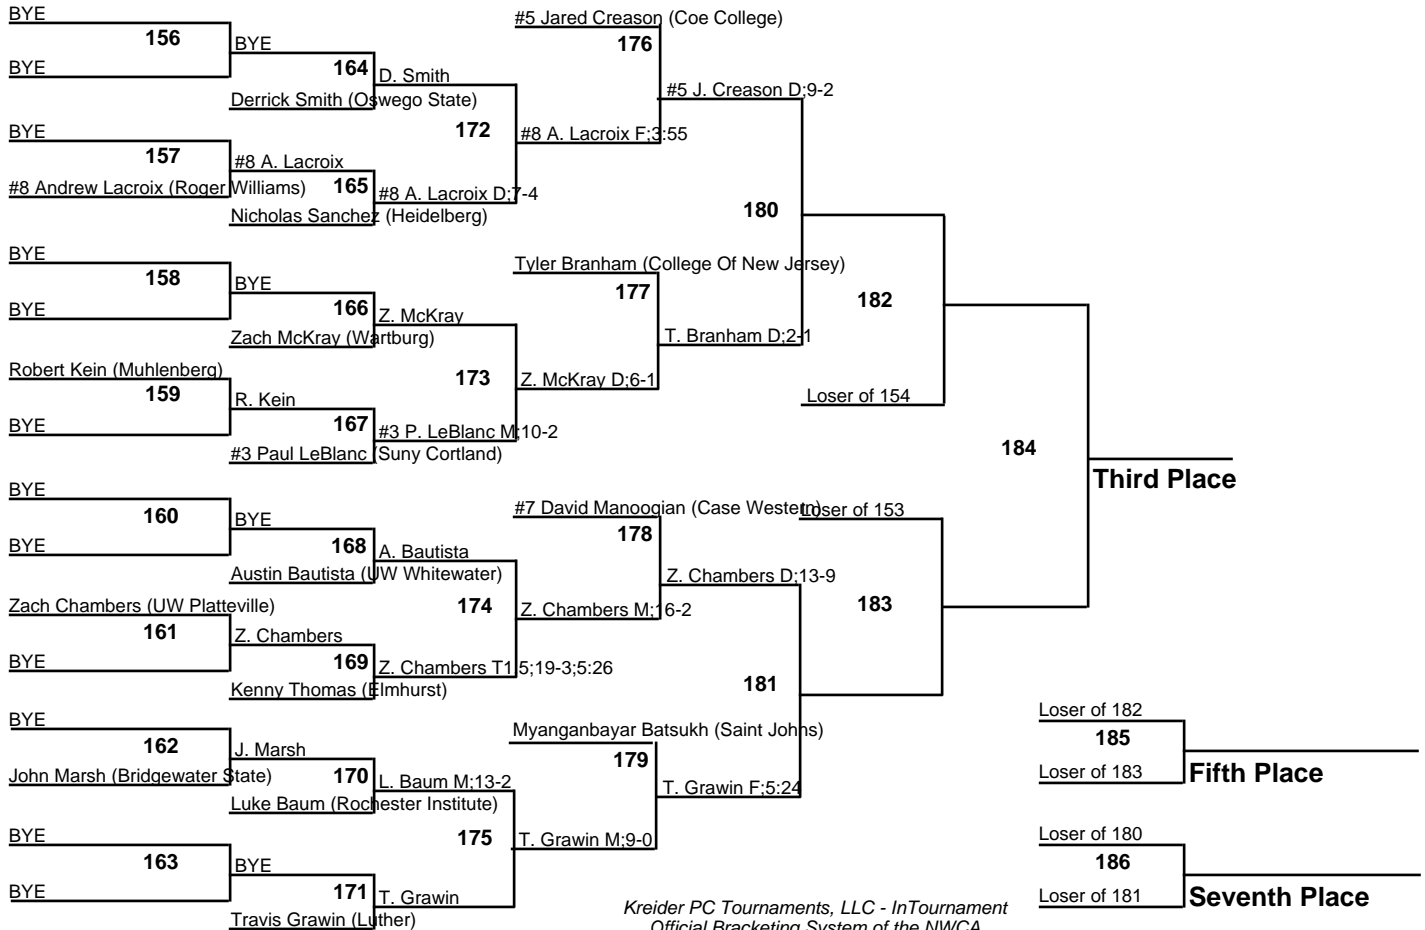 BYE
#5 Jared Creason (Coe College)
156
BYE
176
BYE
164
D. Smith
#5 J. Creason D;9-2
Derrick Smith (Oswego State)
BYE
172
#8 A. Lacroix F;3:55
157
#8 A. Lacroix
#8 Andrew Lacroix (Roger Williams)
165
#8 A. Lacroix D;7-4
Nicholas Sanchez (Heidelberg)
180
BYE
Tyler Branham (College Of New Jersey)
158
BYE
177
182
BYE
166
Z. McKray
Zach McKray (Wartburg)
T. Branham D;2-1
Robert Kein (Muhlenberg)
173
Z. McKray D;6-1
159
R. Kein
Loser of 154
BYE
167
#3 P. LeBlanc M;10-2
#3 Paul LeBlanc (Suny Cortland)
184
Third Place
BYE
#7 David Manoogian (Case Western)
Loser of 153
160
BYE
178
BYE
168
A. Bautista
Austin Bautista (UW Whitewater)
Z. Chambers D;13-9
Zach Chambers (UW Platteville)
174
Z. Chambers M;16-2
183
161
Z. Chambers
BYE
169
Z. Chambers T1.5;19-3;5:26
Kenny Thomas (Elmhurst)
181
BYE
Myanganbayar Batsukh (Saint Johns)
Loser of 182
162
J. Marsh
179
185
John Marsh (Bridgewater State)
170
L. Baum M;13-2
T. Grawin F;5:24
Loser of 183
Fifth Place
Luke Baum (Rochester Institute)
BYE
175
T. Grawin M;9-0
Loser of 180
163
BYE
186
BYE
171
T. Grawin
Loser of 181
Seventh Place
Travis Grawin (Luther)
Kreider PC Tournaments, LLC - InTournament
Official Bracketing System of the NWCA